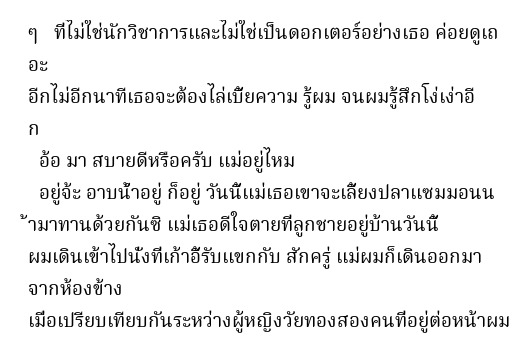 ๆ ที่ไม่ใช่นักวิชาการและไม่ใช่เป็นดอกเตอร์อย่างเธอ ค่อยดูเถ
อะ
อีกไม่อีกนาทีเธอจะต้องไล่เบี้ยความ รู้ผม จนผมรู้สึกโง่เง่าอี
ก
อ้อ มา สบายดีหรือครับ แม่อยู่ไหม
อยู่จ้ะ อาบน้ำอยู่ ก็อยู่ วันนี้แม่เธอเขาจะเลี้ยงปลาแซมมอนน
้ามาทานด้วยกันซิ แม่เธอดีใจตายที่ลูกชายอยู่บ้านวันนี้
ผมเดินเข้าไปนั่งที่เก้าอี้รับแขกกับ สักครู่ แม่ผมก็เดินออกมา
จากห้องข้าง
เมื่อเปรียบเทียบกันระหว่างผู้หญิงวัยทองสองคนที่อยู่ต่อหน้าผม